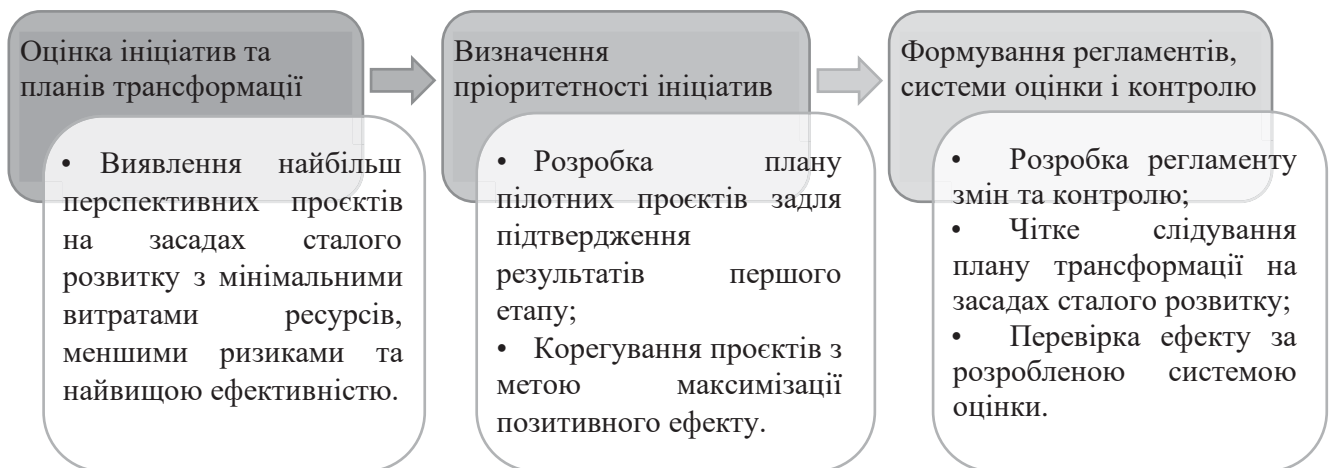 Оцінка ініціатив та
планів трансформації
• Виявлення найбільш
перспективних проєктів
на засадах сталого
розвитку з мінімальними
витратами ресурсів,
меншими ризиками та
найвищою ефективністю.
Визначення
пріоритетності ініціатив
• Розробка плану
пілотних проєктів задля
підтвердження
результатів першого
етапу;
• Корегування проєктів з
метою максимізації
позитивного ефекту.
Формування регламентів,
системи оцінки і контролю
• Розробка регламенту
змін та контролю;
• Чітке слідування
плану трансформації на
засадах сталого розвитку;
• Перевірка ефекту за
розробленою системою
оцінки.